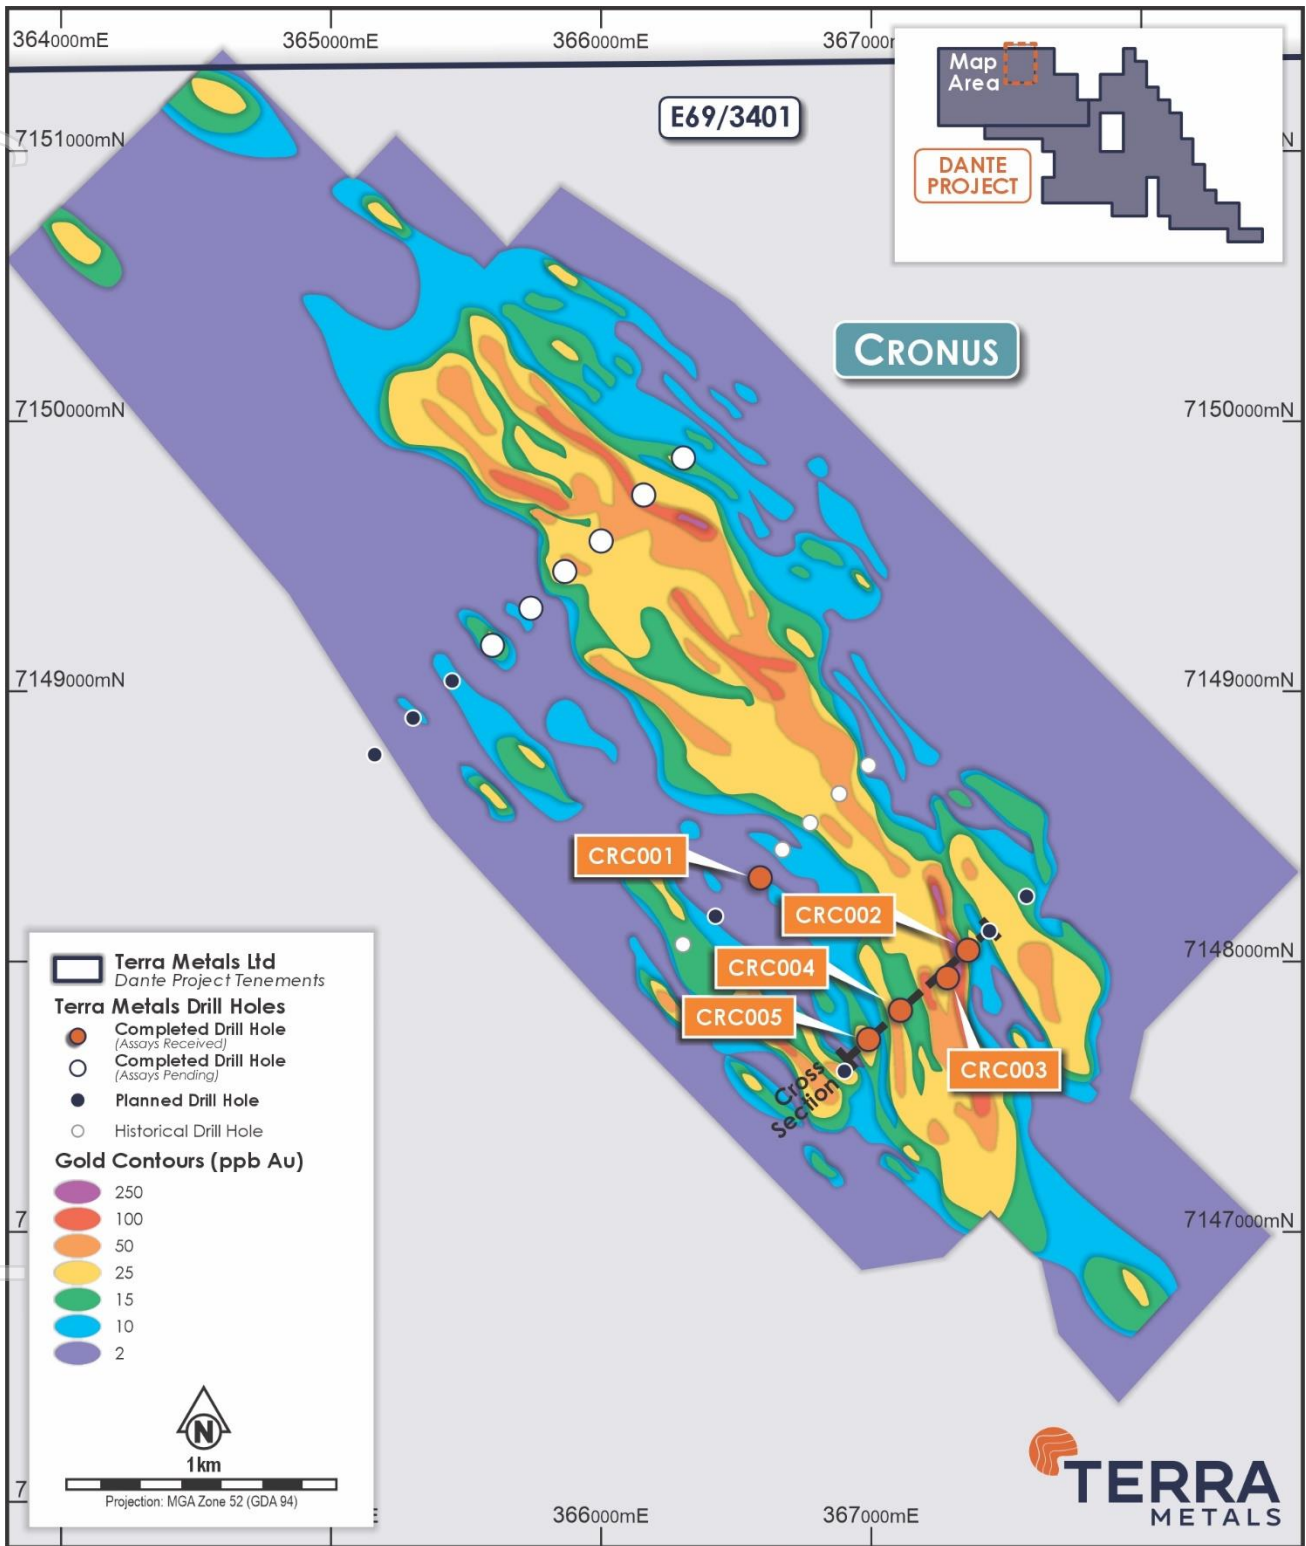 364000mE 365000mE 366000mE 367000m
Map
Area
DANTE
PROJECT
E69/3401
7151000mN
N
CRONUS
7150000mN 7150000mN
7149000mN 7149000mN
CRC001
CRC002
CRC004
CRC005
CRC003
Cross
Section
7148000mN
7147000mN
7
7
Terra Metals Ltd
Dante Project Tenements
Terra Metals Drill Holes
Completed Drill Hole
(Assays Received)
Completed Drill Hole
(Assays Pending)
Planned Drill Hole
Historical Drill Hole
Gold Contours (ppb Au)
250
100
50
25
15
10
2
N
1km
Projection: MGA Zone 52 (GDA 94)
E 366000mE 367000mE
TERRA
METALS